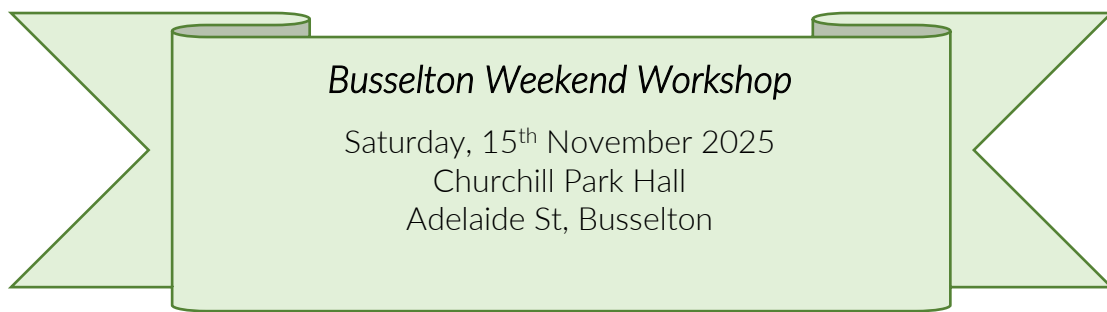 Busselton Weekend Workshop
Saturday, 15th November 2025
Churchill Park Hall
Adelaide St, Busselton